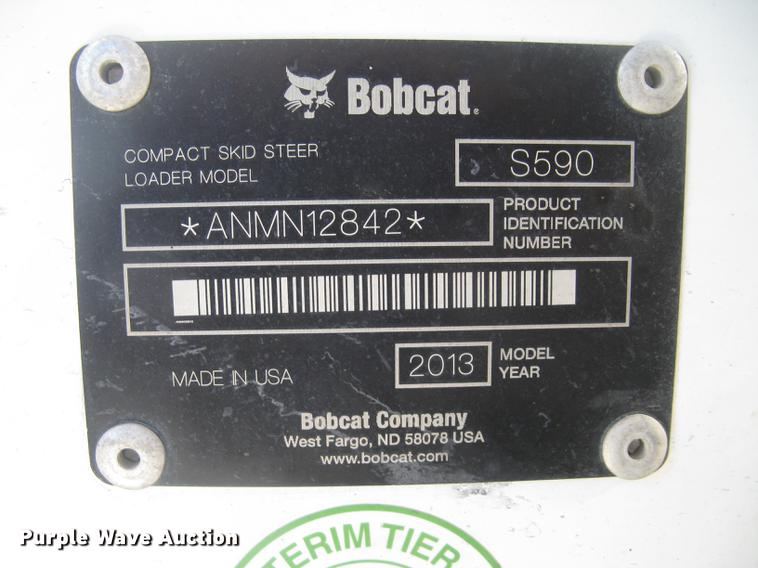 Bobcat.
COMPACT SKID STEER
LOADER MODEL
S590
*ANMN12842*
PRODUCT
IDENTIFICATION
NUMBER
MADE IN USA
2013
MODEL
YEAR
Bobcat Company
West Fargo, ND 58078 USA
www.bobcat.com
INTERIM TIER
Purple Wave Auction